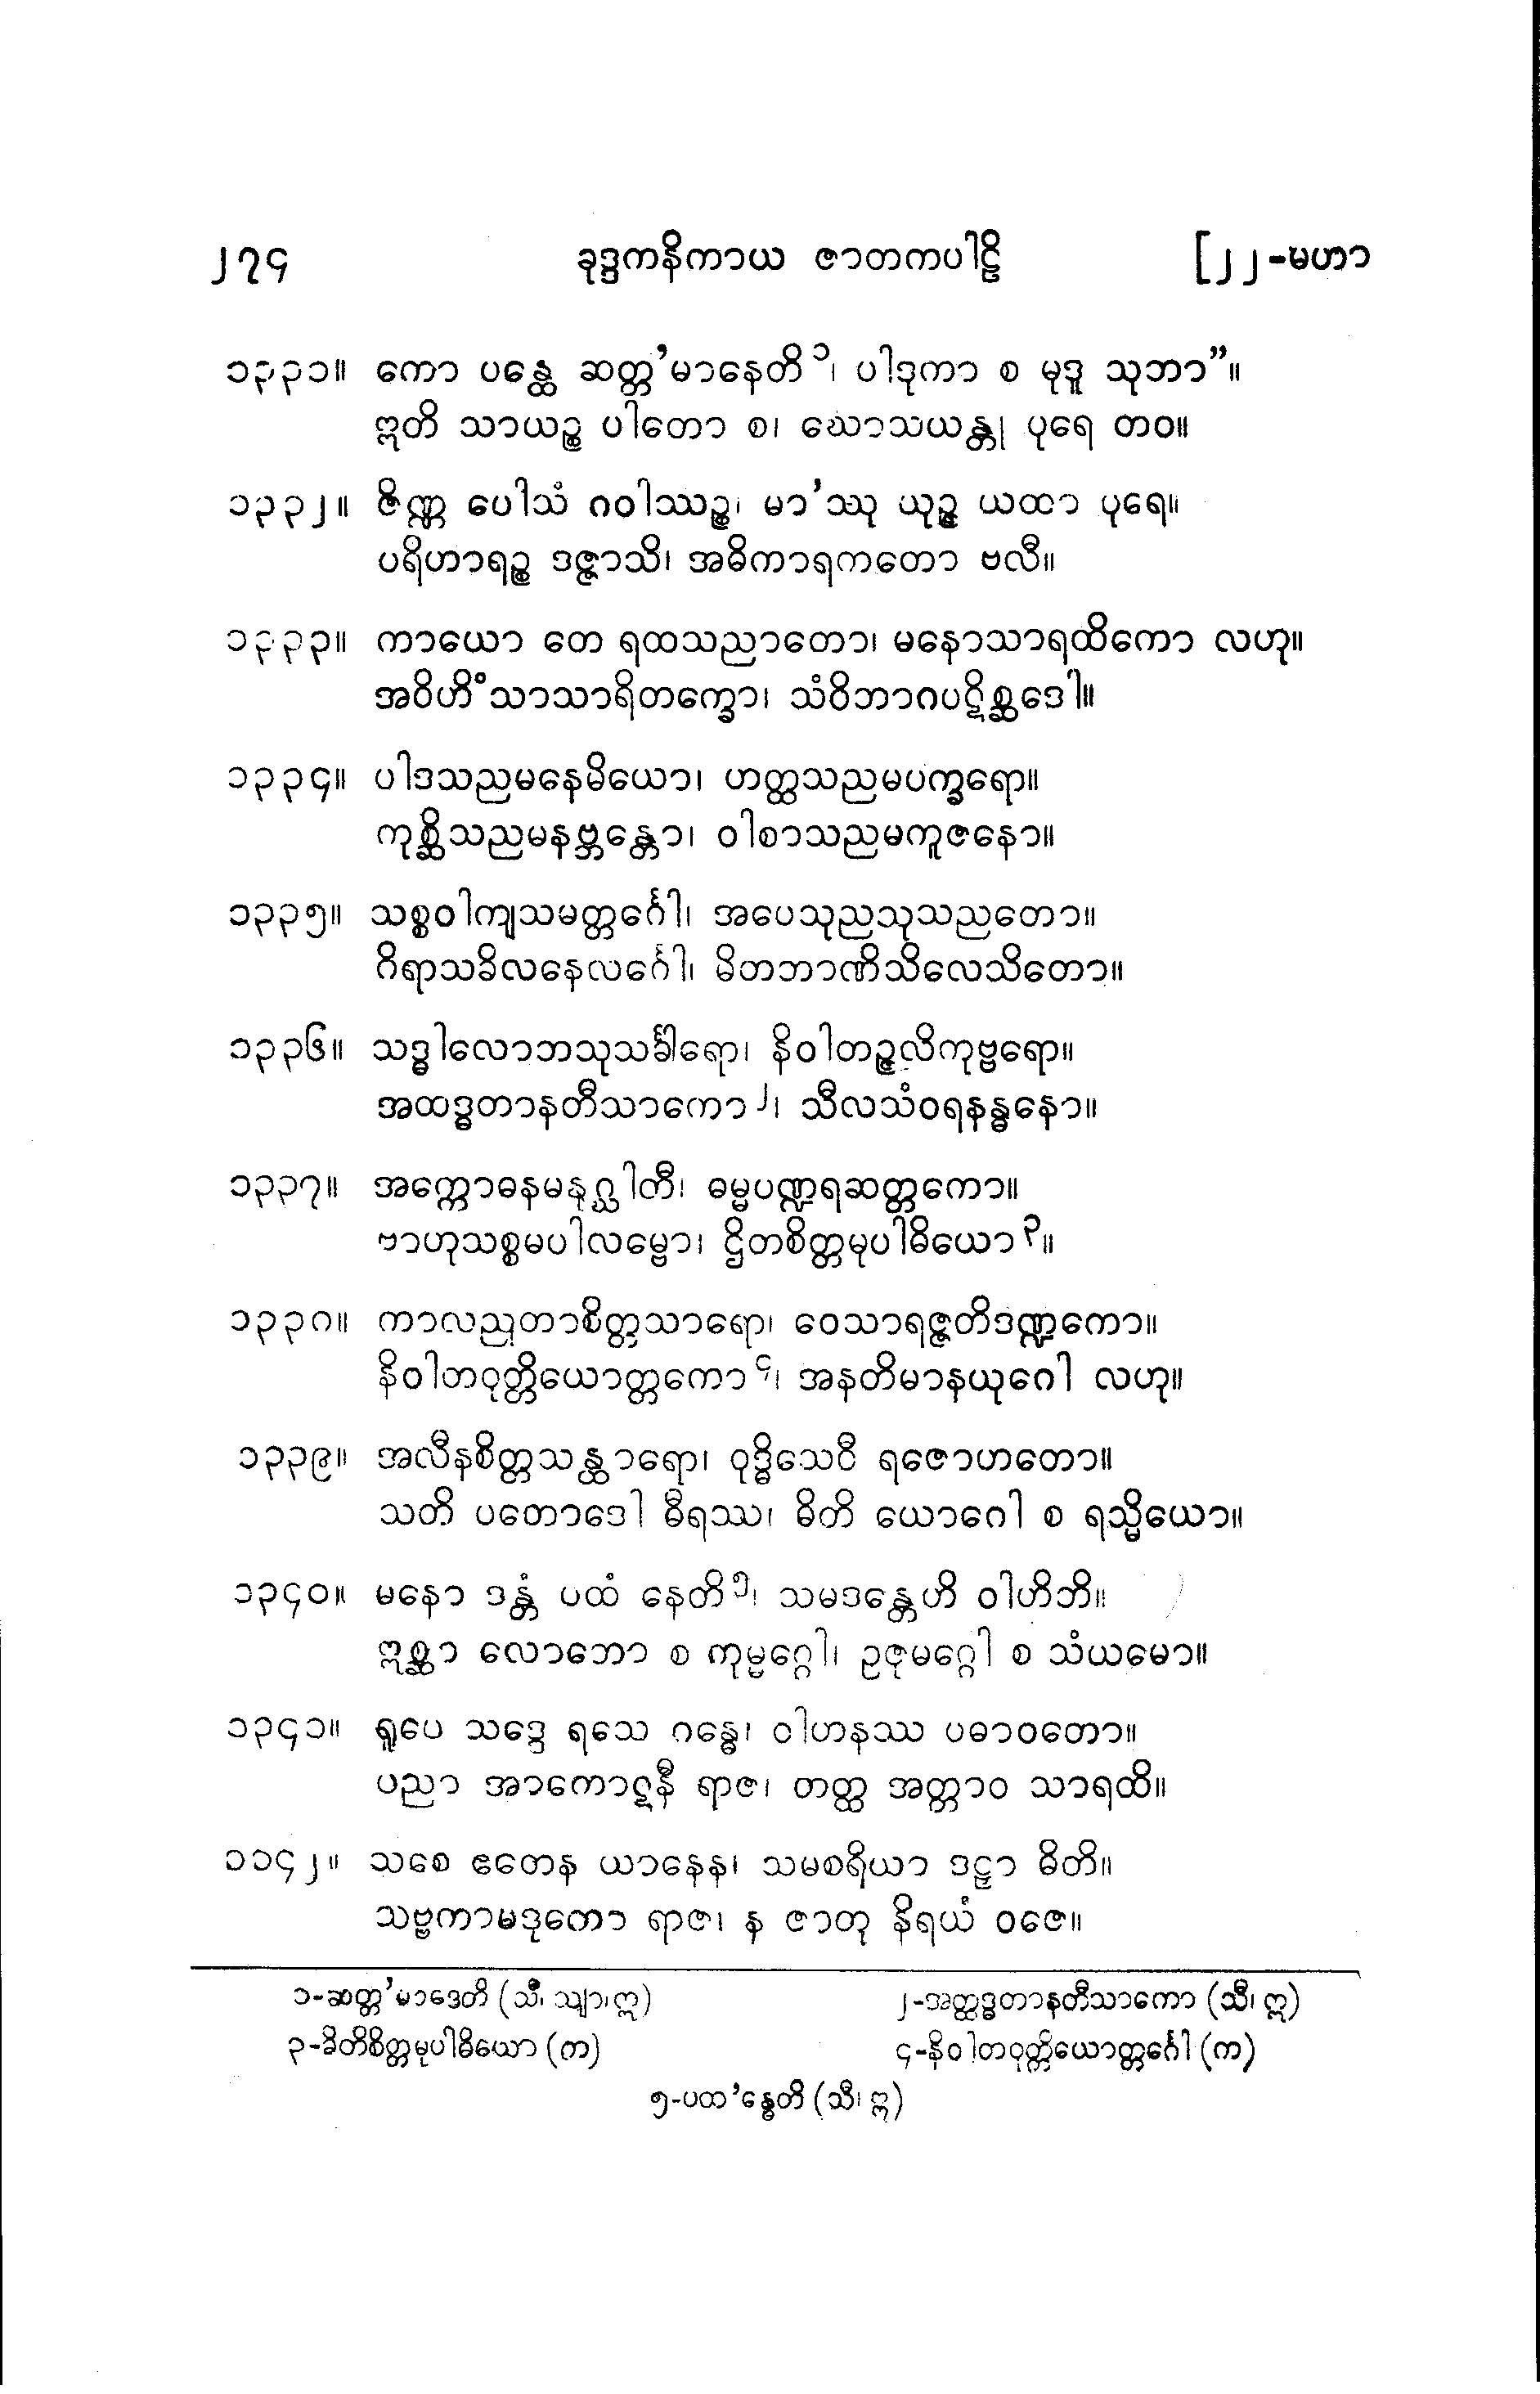 ၂၇၄ ခုဒ္ဒကနိကာယ ဇာတကပါဠိ [၂၂-မဟာ
၁၃၃၁။ ကော ပန္ထေ ဆတ္တ’မာနေတိ ၁၊ ပါဒုကာ စ မုဒူ သုဘာ”။
ဣတိ သာယဉ္စ ပါတော စ၊ ဃောသယန္တု ပုရေ တဝ။
၁၃၃၂။ ဇိဏ္ဏ ပေါသံ ဂဝါဿဉ္စ၊ မာ’ဿု ယုဉ္ဇ ယထာ ပုရေ။
ပရိဟာရဉ္စ ဒဇ္ဇာသိ၊ အဓိကာရကတော ဗလီ။
၁၃၃၃။ ကာယော တေ ရထသညာတော၊ မနောသာရထိကော လဟု။
အဝိဟိံသာသာရိတက္ခော၊ သံဝိဘာဂပဋိစ္ဆဒေါ။
၁၃၃၄။ ပါဒသညမနေမိယော၊ ဟတ္ထသညမပက္ခရော။
ကုစ္ဆိသညမနဗ္ဘန္တော၊ ဝါစာသညမကူဇနော။
၁၃၃၅။ သစ္စဝါကျသမတ္တင်္ဂေါ၊ အပေသုညသုသညတော။
ဂိရာသခိလနေလင်္ဂေါ၊ မိတဘာဏိသိလေသိတော။
၁၃၃၆။ သဒ္ဓါလောဘသုသင်္ခါရော၊ နိဝါတဉ္ဇလိကုဗ္ဗရော။
အထဒ္ဓတာနတီသာကော ၂၊ သီလသံဝရနန္ဓနော။
၁၃၃၇။ အက္ကောဓနမနုဂ္ဃါတီ၊ ဓမ္မပဏ္ဍရဆတ္တကော။
ဗာဟုသစ္စမပါလမ္ဗော၊ ဌိတစိတ္တမုပါဓိယော ၃။
၁၃၃၈။ ကာလညုတာစိတ္တသာရော၊ ဝေသာရဇ္ဇတိဒဏ္ဍကော။
နိဝါတဝုတ္တိယောတ္တကော ၄၊ အနတိမာနယုဂေါ လဟု။
၁၃၃၉။ အလီနစိတ္တသန္ထာရော၊ ဝုဒ္ဓိသေဝီ ရဇောဟတော။
သတိ ပတောဒေါ ဓီရဿ၊ ဓိတိ ယောဂေါ စ ရသ္မိယော။
၁၃၄၀။ မနော ဒန္တံ ပထံ နေတိ ၅၊ သမဒန္တေဟိ ဝါဟိဘိ။
ဣစ္ဆာ လောဘော စ ကုမ္မဂ္ဂေါ၊ ဥဇုမဂ္ဂေါ စ သံယမော။
၁၃၄၁။ ရူပေ သဒ္ဒေ ရသေ ဂန္ဓေ၊ ဝါဟနဿ ပဓာဝတော။
ပညာ အာကောဋနီ ရာဇ၊ တတ္ထ အတ္တာဝ သာရထိ။
၁၁၄၂။ သစေ ဧတေန ယာနေန၊ သမစရိယာ ဒဠှာ ဓိတိ။
သဗ္ဗကာမဒုဟော ရာဇ၊ န ဇာတု နိရယံ ဝဇေ။
၁-ဆတ္တ’မာဒေတိ (သီ၊ သျာ၊ ဣ) ၂-အတ္ထဒ္ဓတာနတီသာကော (သီ၊ ဣ)
၃-ခိတိစိတ္တမုပါဓိယော (က) ၄-နိဝါတဝုတ္တိယောတ္တင်္ဂေါ (က)
၅-ပထ’န္ဓေတိ (သီ၊ ဣ)